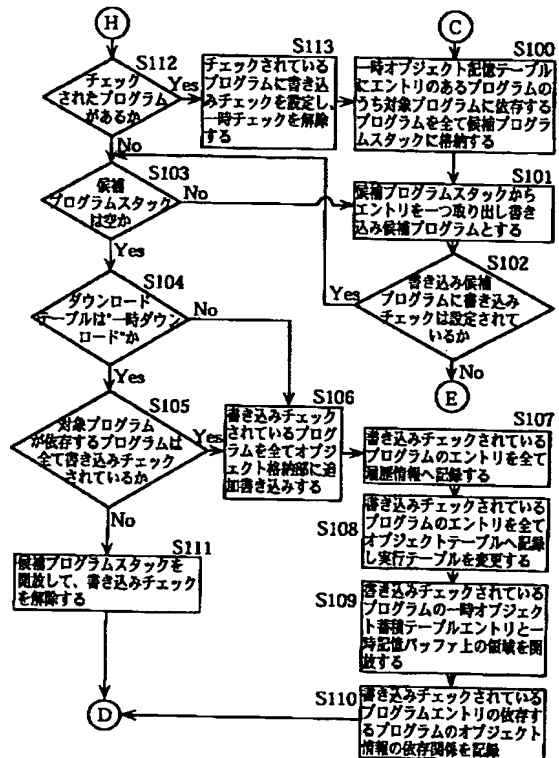 H
S112
チェック
されたプログラム
があるか
Yes
No
S113
チェックされている
プログラムに書き込
みチェックを設定し、
一時チェックを解除
する
C
S100
一時オブジェクト記憶テーブル
にエントリのあるプログラムの
うち対象プログラムに依存する
プログラムを全て候補プログラ
ムスタックに格納する
S103
候補
プログラムスタック
は空か
No
Yes
S101
候補プログラムスタックから
エントリを一つ取り出し書き
込み候補プログラムとする
S102
書き込み候補
プログラムに書き込み
チェックは設定されて
いるか
Yes
No
E
S104
ダウンロード
テーブルは"一時ダウン
ロード"か
No
Yes
S105
対象プログラム
が依存するプログラムは
全て書き込みチェック
されているか
Yes
No
S106
書き込みチェック
されているプログ
ラムを全てオブジ
ェクト格納部に追
加書き込みする
S107
書き込みチェックされている
プログラムのエントリを全て
履歴情報へ記録する
S108
書き込みチェックされている
プログラムのエントリを全て
オブジェクトテーブルへ記録
し実行テーブルを変更する
S111
候補プログラムスタックを
開放して、書き込みチェック
を解除する
S109
書き込みチェックされている
プログラムの一時オブジェク
ト蓄積テーブルエントリと一
時記憶バッファ上の領域を開
放する
S110
書き込みチェックされている
プログラムエントリの依存す
るプログラムのオブジェクト
情報の依存関係を記録
D